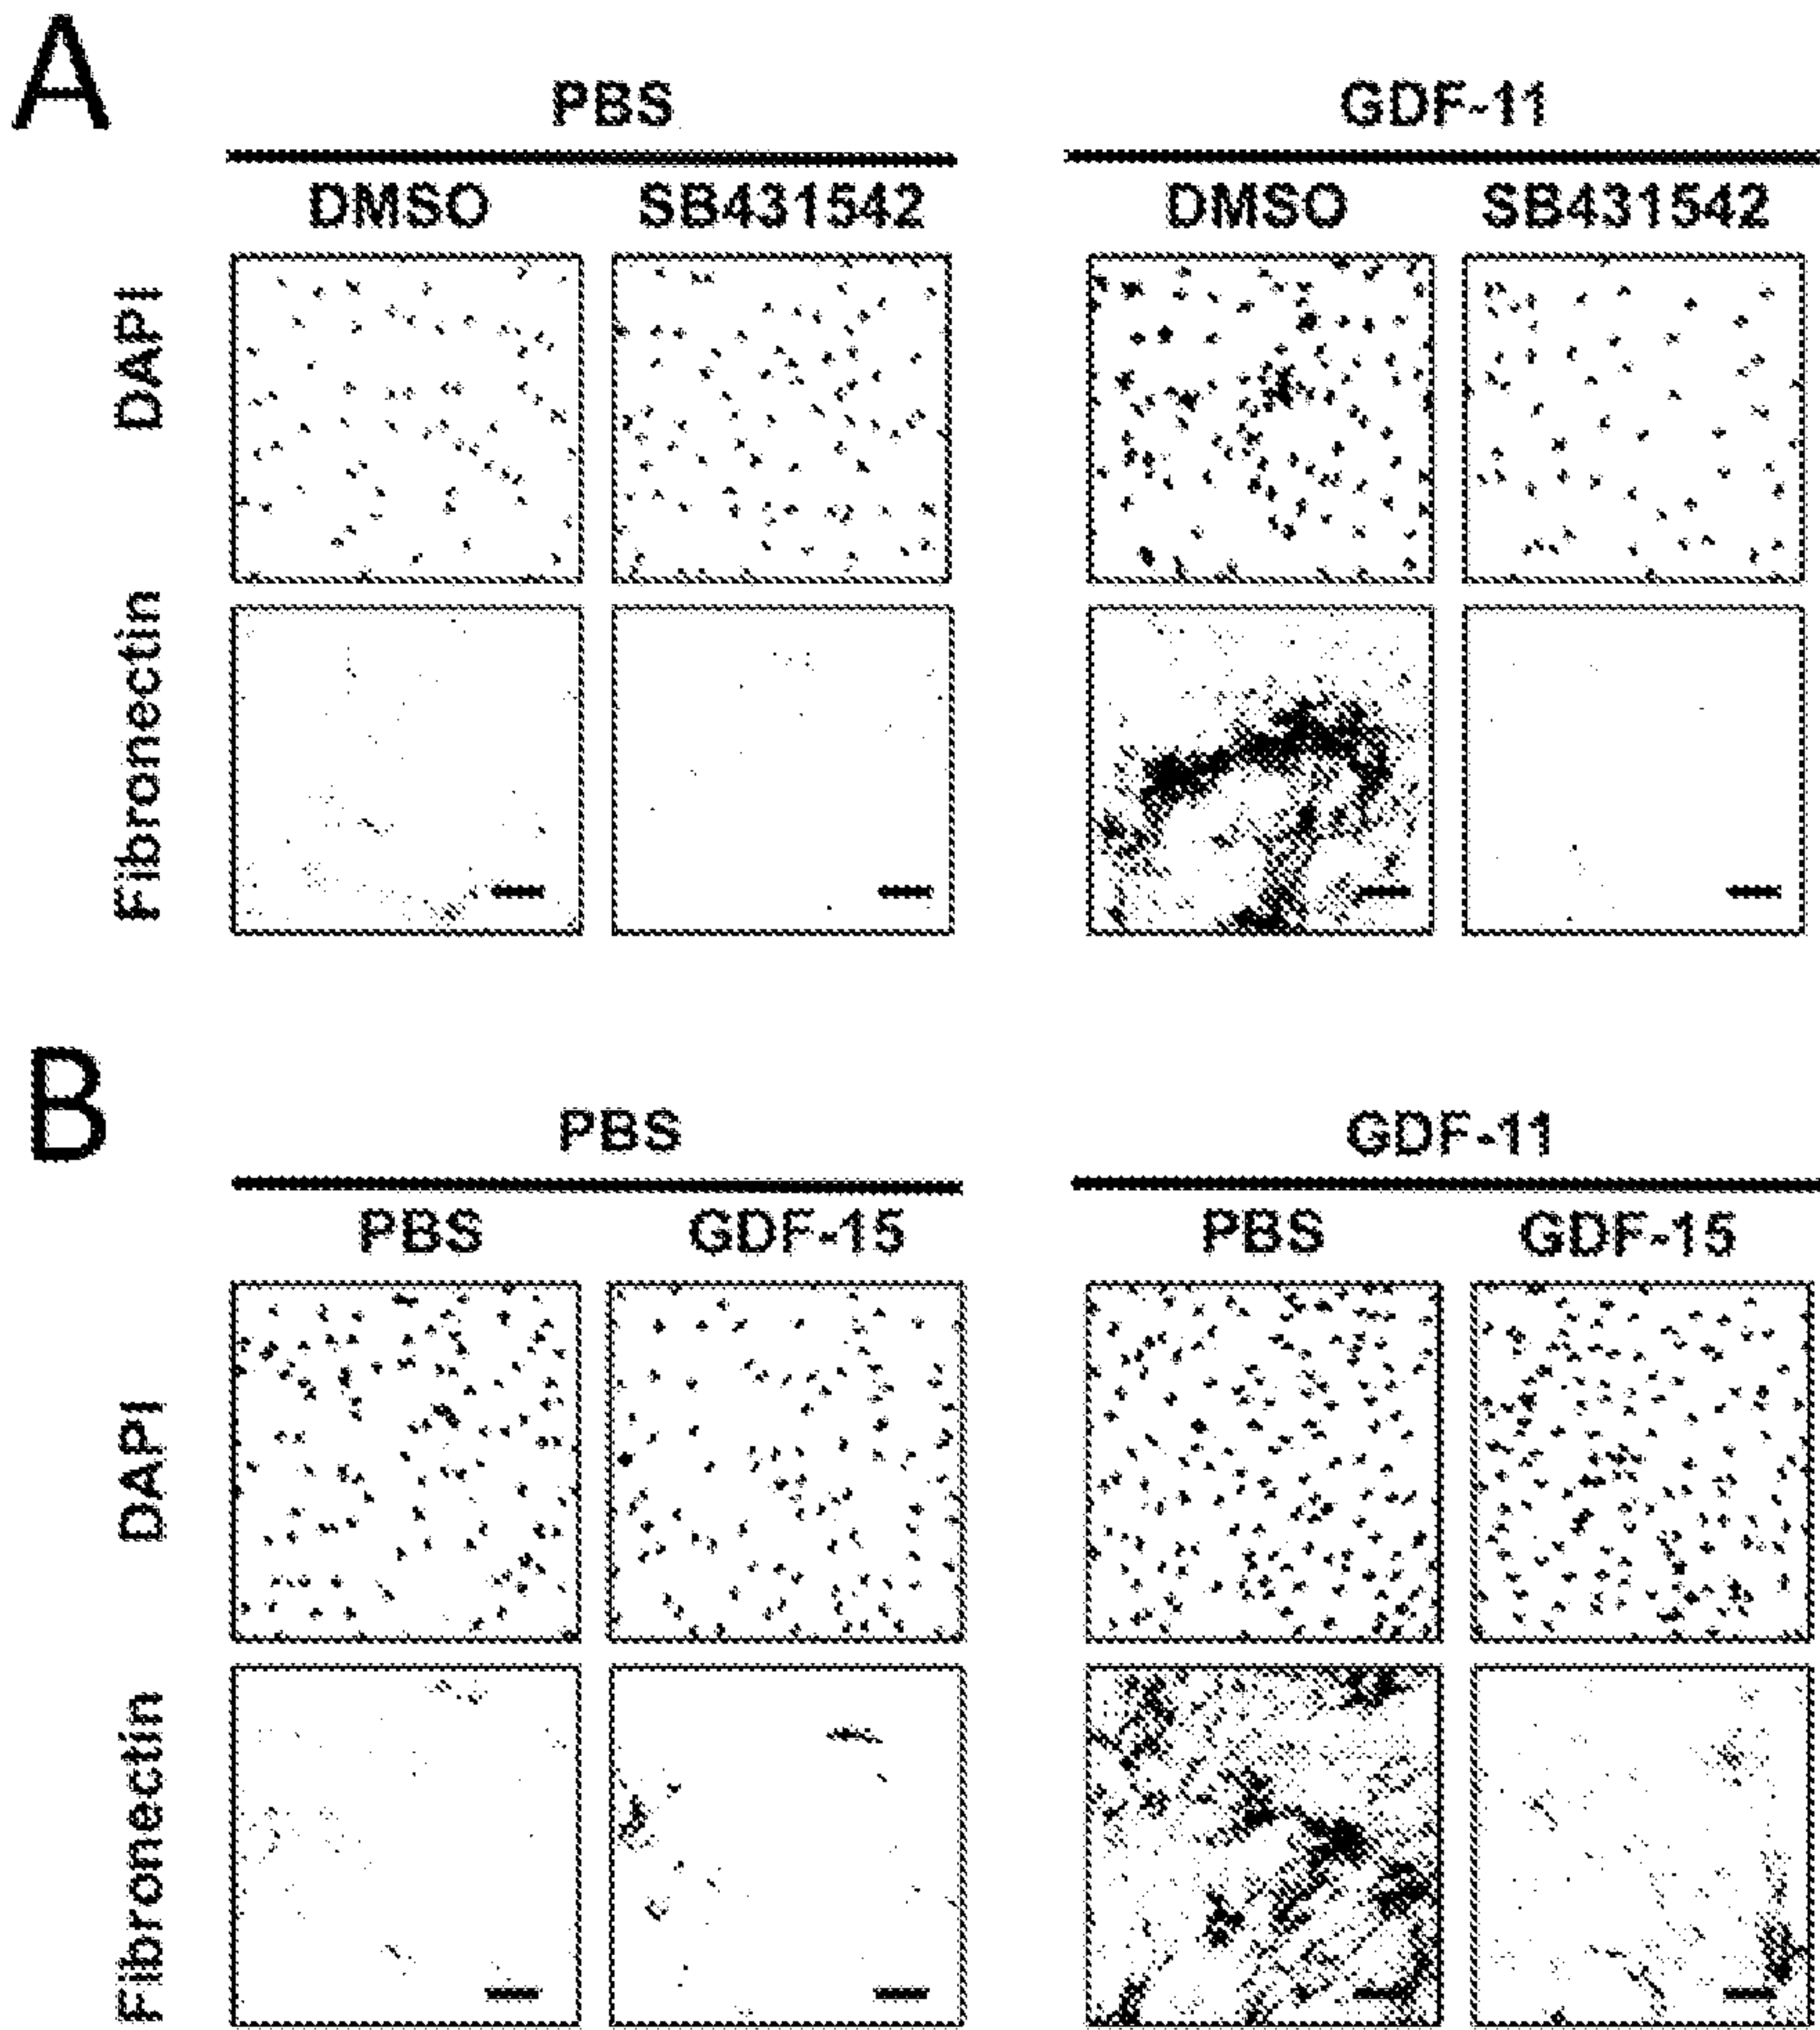 A
PBS GDF-11
DMSO SB431542 DMSO SB431542
DAPI
Fibronectin
B
PBS GDF-11
PBS GDF-15 PBS GDF-15
DAPI
Fibronectin